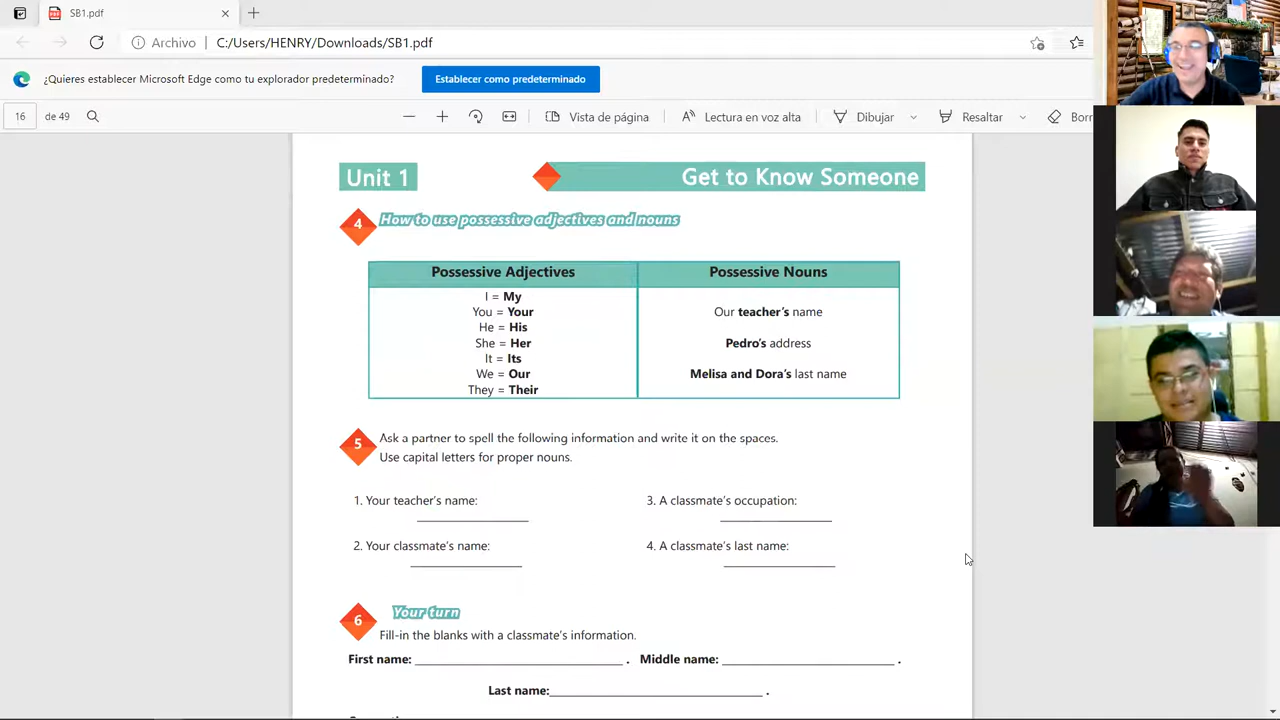 SB1.pdf
Archivo
C:/Users/HENRY/Downloads/SB1.pdf
¿Quieres establecer Microsoft Edge como tu explorador predeterminado?
Establecer como predeterminado
16
de 49
Vista de página
Lectura en voz alta
Dibujar
Resaltar
Borr
Unit 1
Get to Know Someone
4
How to use possessive adjectives and nouns
Possessive Adjectives
Possessive Nouns
I = My
You = Your
He = His
She = Her
It = Its
We = Our
They = Their
Our teacher's name
Pedro's address
Melisa and Dora's last name
5
Ask a partner to spell the following information and write it on the spaces.
Use capital letters for proper nouns.
1. Your teacher's name:
3. A classmate's occupation:
2. Your classmate's name:
4. A classmate's last name:
6
Your turn
Fill-in the blanks with a classmate's information.
First name: ______ . Middle name: ______ .
Last name:______ .